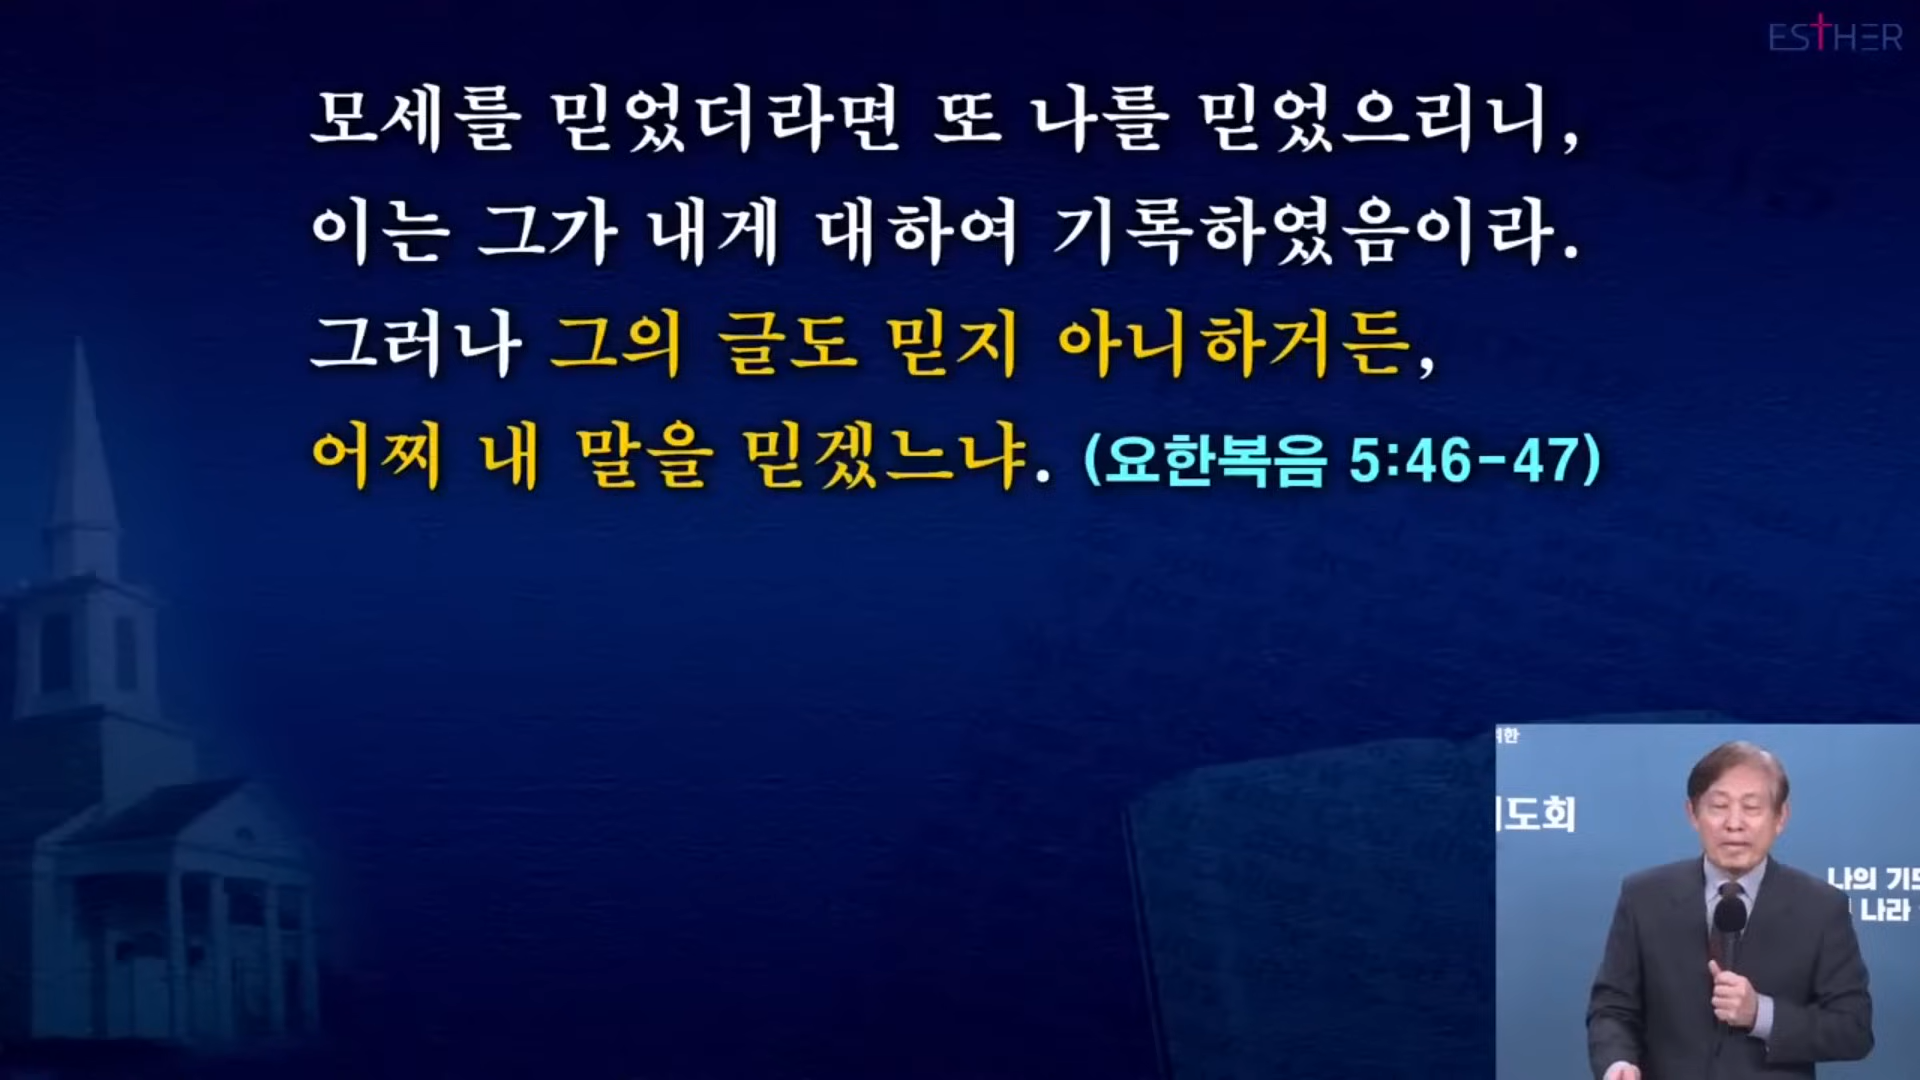 ESTHER
모세를 믿었더라면 또 나를 믿었으리니,
이는 그가 내게 대하여 기록하였음이라.
그러나 그의 글도 믿지 아니하거든,
어찌 내 말을 믿겠느냐. (요한복음 5:46-47)
도회
나의
나라